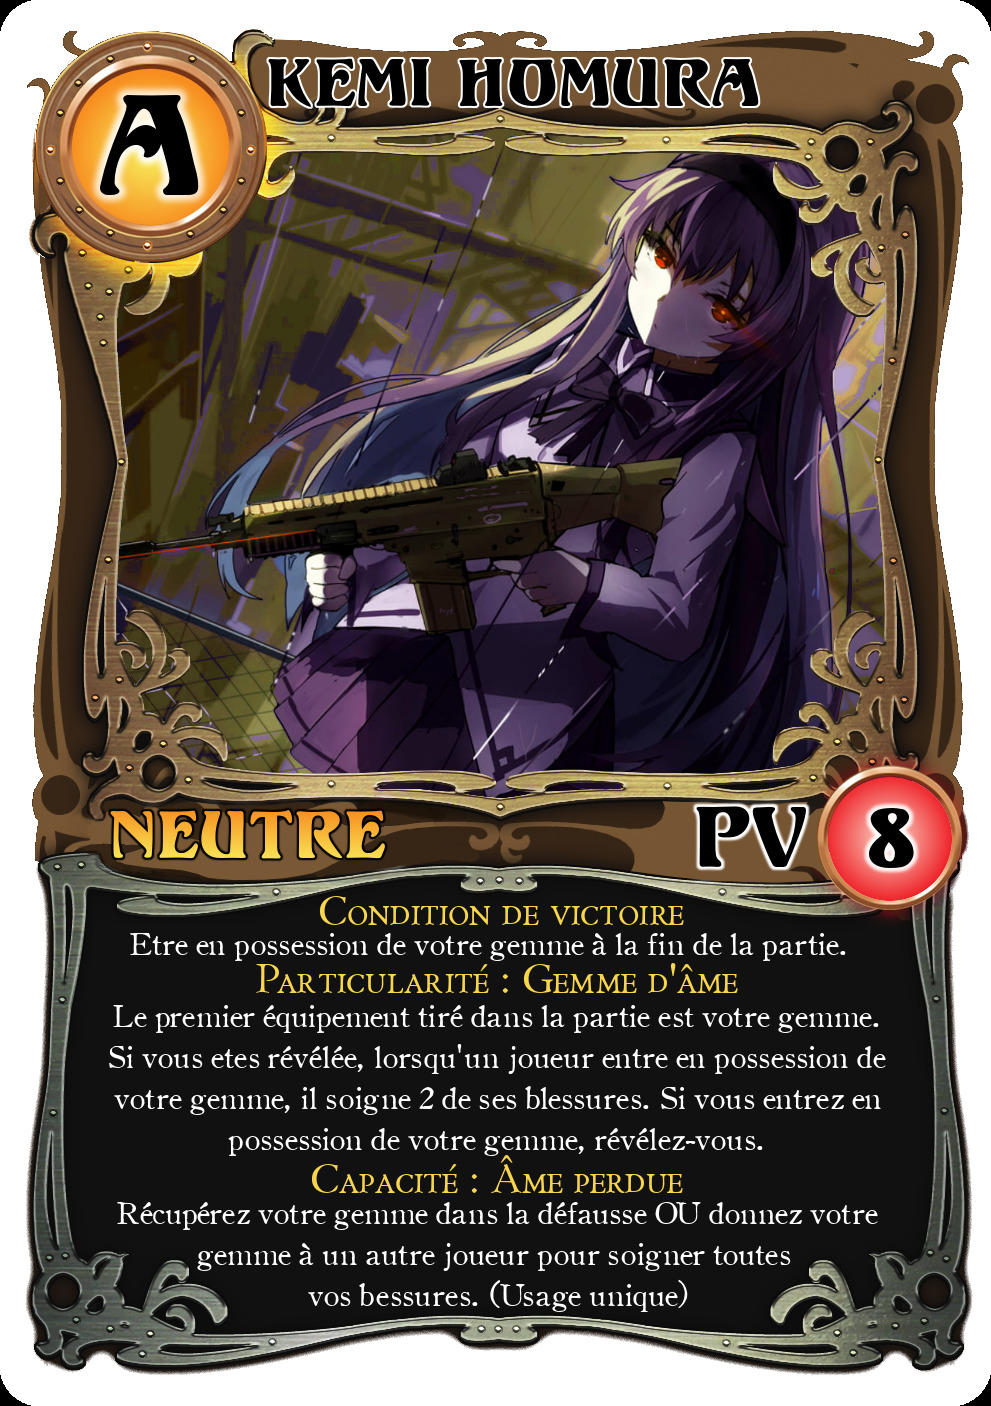 A
KEMI HOMURA
NEUTRE
PV 8
CONDITION DE VICTOIRE
Etre en possession de votre gemme à la fin de la partie.
PARTICULARITÉ : GEMME D'ÂME
Le premier équipement tiré dans la partie est votre gemme.
Si vous etes révélée, lorsqu'un joueur entre en possession de
votre gemme, il soigne 2 de ses blessures. Si vous entrez en
possession de votre gemme, révélez-vous.
CAPACITÉ : ÂME PERDUE
Récupérez votre gemme dans la défausse OU donnez votre
gemme à un autre joueur pour soigner toutes
vos bessures. (Usage unique)